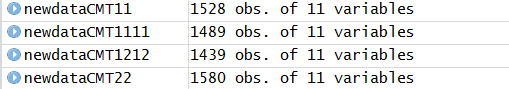 newdataCMT11 1528 obs. of 11 variables
newdataCMT1111 1489 obs. of 11 variables
newdataCMT1212 1439 obs. of 11 variables
newdataCMT22 1580 obs. of 11 variables